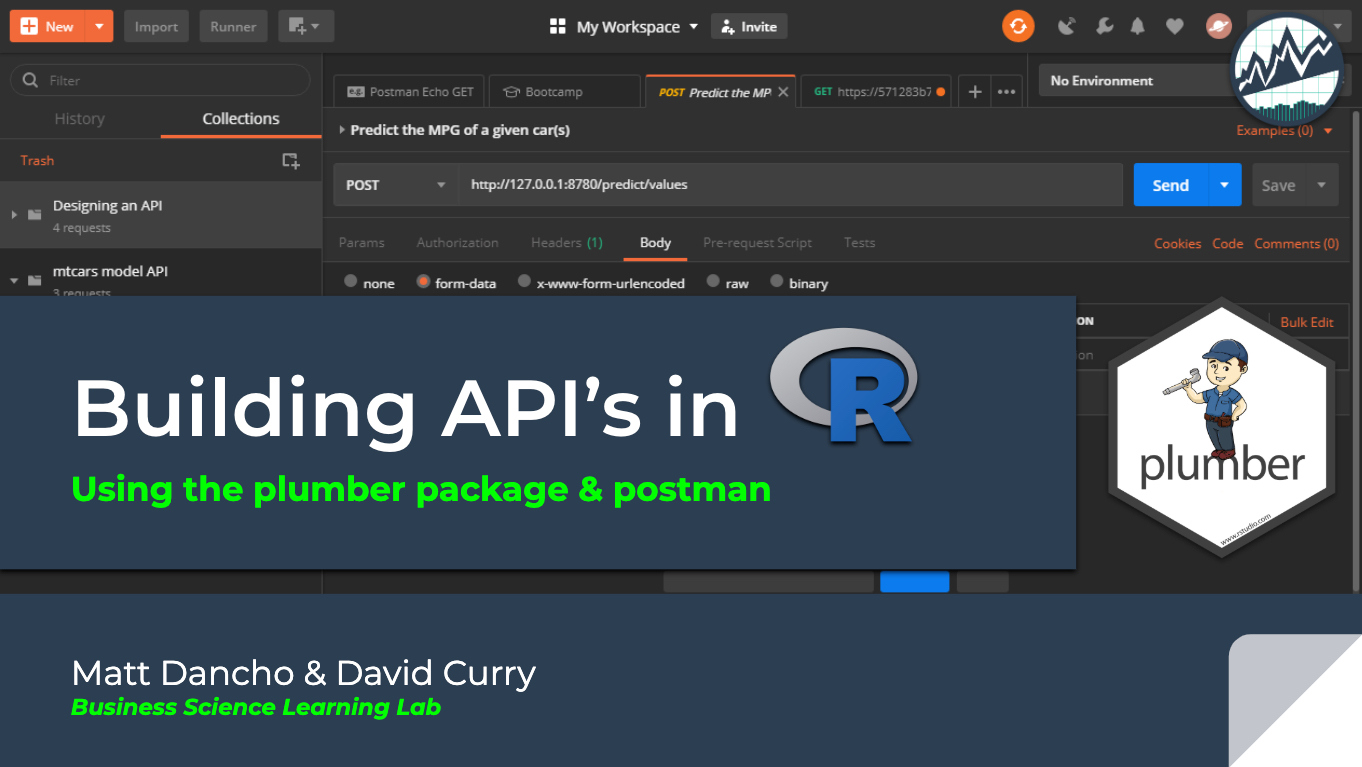 New
Import
Runner
My Workspace
Invite
Filter
History
Collections
Trash
Designing an API
4 requests
mtcars model API
3 requests
Postman Echo GET
Bootcamp
POST Predict the MP
GET https://571283b7
No Environment
Predict the MPG of a given car(s)
Examples (0)
POST
http://127.0.0.1:8780/predict/values
Send
Save
Params
Authorization
Headers (1)
Body
Pre-request Script
Tests
Cookies
Code
Comments (0)
none
form-data
x-www-form-urlencoded
raw
binary
ON
Bulk Edit
on
Building API’s in R
Using the plumber package & postman
plumber
www.rstudio.com
Matt Dancho & David Curry
Business Science Learning Lab